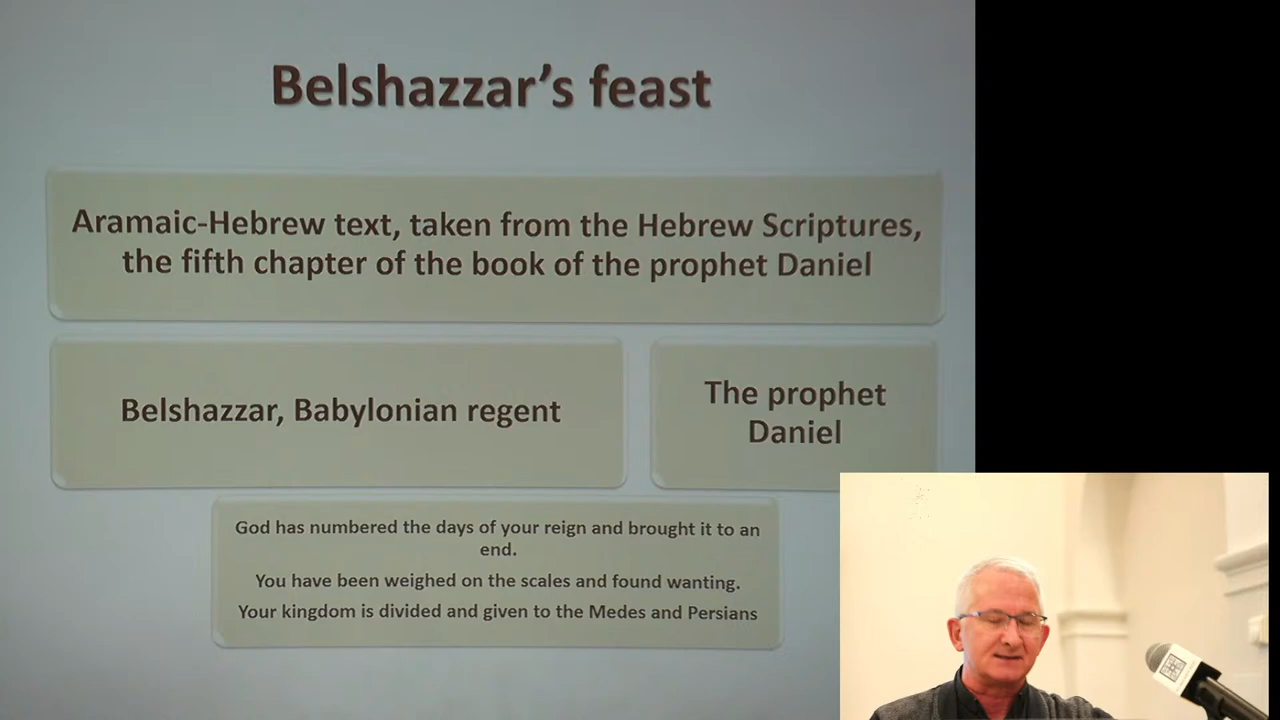 Belshazzar’s feast
Aramaic-Hebrew text, taken from the Hebrew Scriptures,
the fifth chapter of the book of the prophet Daniel
Belshazzar, Babylonian regent
The prophet
Daniel
God has numbered the days of your reign and brought it to an
end.
You have been weighed on the scales and found wanting.
Your kingdom is divided and given to the Medes and Persians